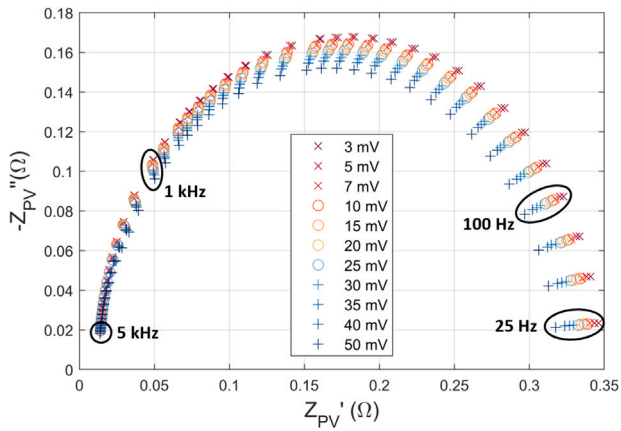 0.18
0.16
0.14
0.12
0.1
0.08
0.06
0.04
0.02
0
-Z_PV'' (Ω)
1 kHz
5 kHz
100 Hz
25 Hz
3 mV
5 mV
7 mV
10 mV
15 mV
20 mV
25 mV
30 mV
35 mV
40 mV
50 mV
0 0.05 0.1 0.15 0.2 0.25 0.3 0.35
Z_PV' (Ω)